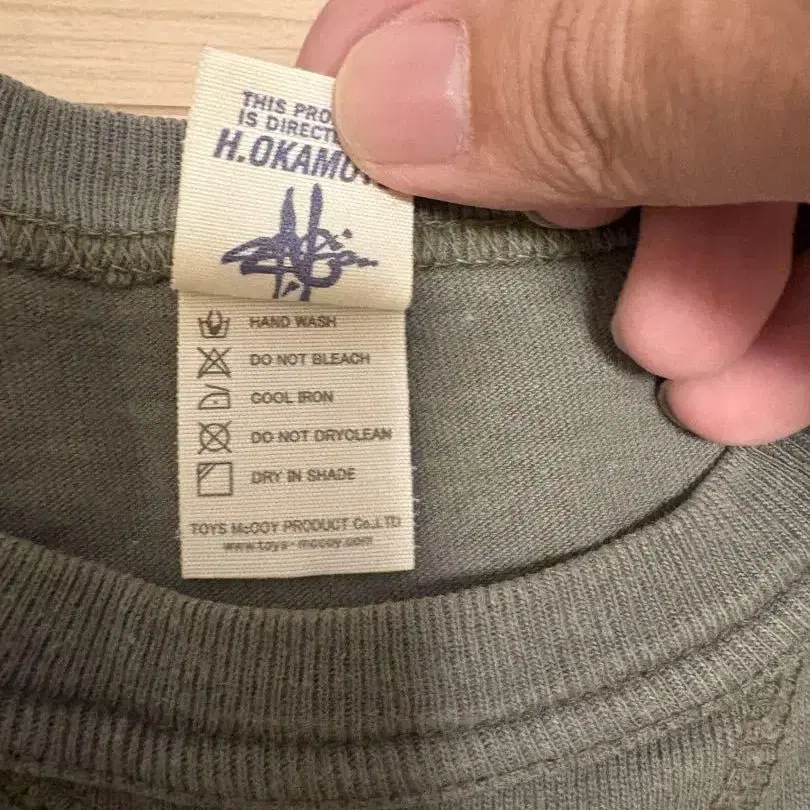 THIS PRO
IS DIRECT
H.OKAMO
HAND WASH
DO NOT BLEACH
COOL IRON
DO NOT DRYCLEAN
DRY IN SHADE
TOYS McCOY PRODUCT Co.,LTD
www.toys-mccoy.com